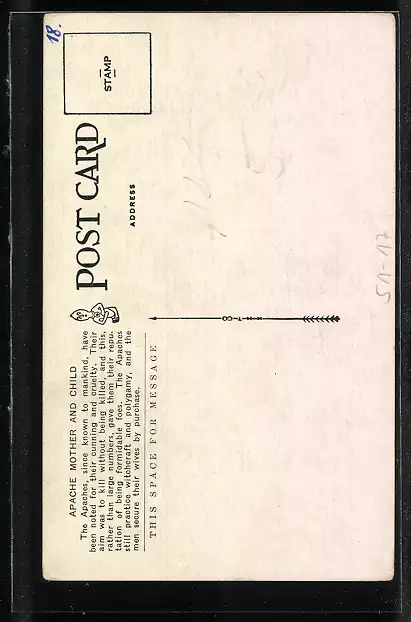 18.
APACHE MOTHER AND CHILD
The Apaches, since known to mankind, have
been noted for their cunning and cruelty. Their
aim was to kill without being killed, and this,
rather than large numbers, gave them their repu-
tation of being formidable foes. The Apaches
still practice witchcraft and polygamy, and the
men secure their wives by purchase.
THIS SPACE FOR MESSAGE
POST CARD
ADDRESS
STAMP
51-17